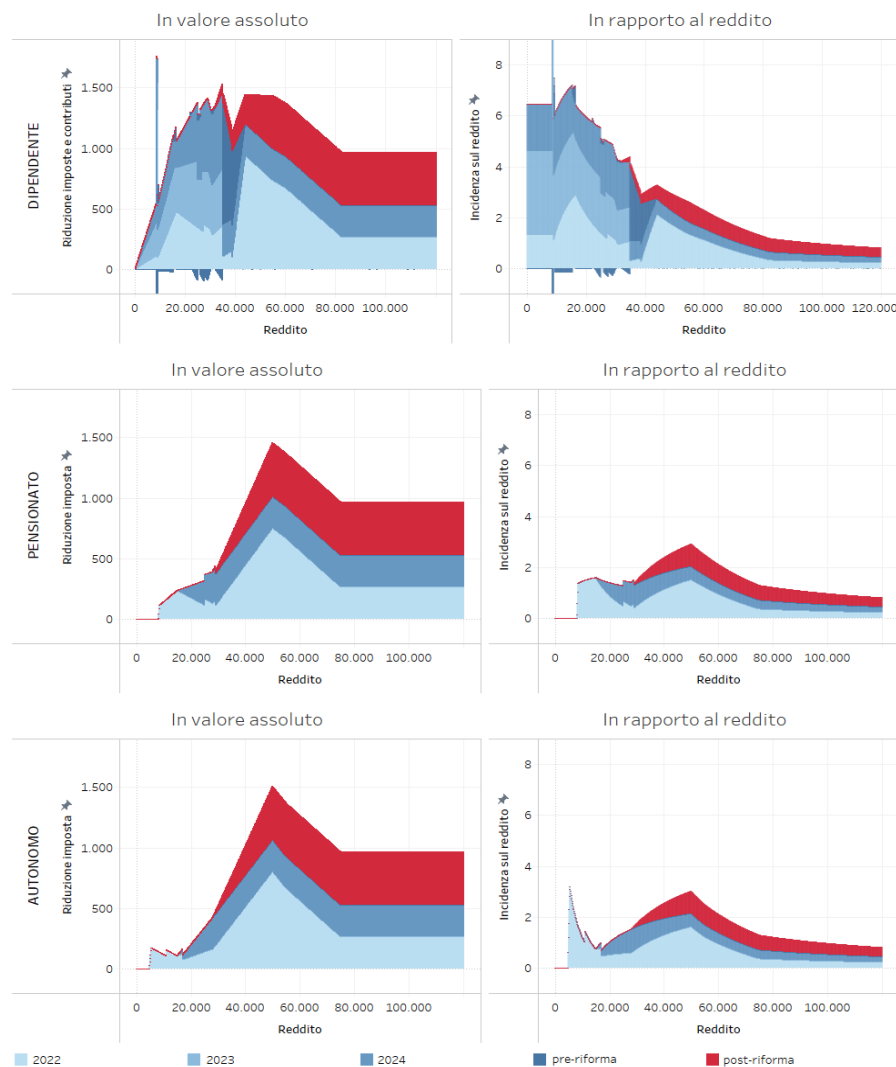 In valore assoluto
In rapporto al reddito
DIPENDENTE
Riduzione imposte e contributi
1.500
1.000
500
0
0
20.000
40.000
60.000
80.000
100.000
Reddito
Incidenza sul reddito
8
6
4
2
0
0
20.000
40.000
60.000
80.000
100.000
120.000
Reddito
In valore assoluto
In rapporto al reddito
PENSIONATO
Riduzione imposta
1.500
1.000
500
0
0
20.000
40.000
60.000
80.000
100.000
Reddito
Incidenza sul reddito
8
6
4
2
0
0
20.000
40.000
60.000
80.000
100.000
Reddito
In valore assoluto
In rapporto al reddito
AUTONOMO
Riduzione imposta
1.500
1.000
500
0
0
20.000
40.000
60.000
80.000
100.000
Reddito
Incidenza sul reddito
8
6
4
2
0
0
20.000
40.000
60.000
80.000
100.000
Reddito
2022
2023
2024
pre-riforma
post-riforma